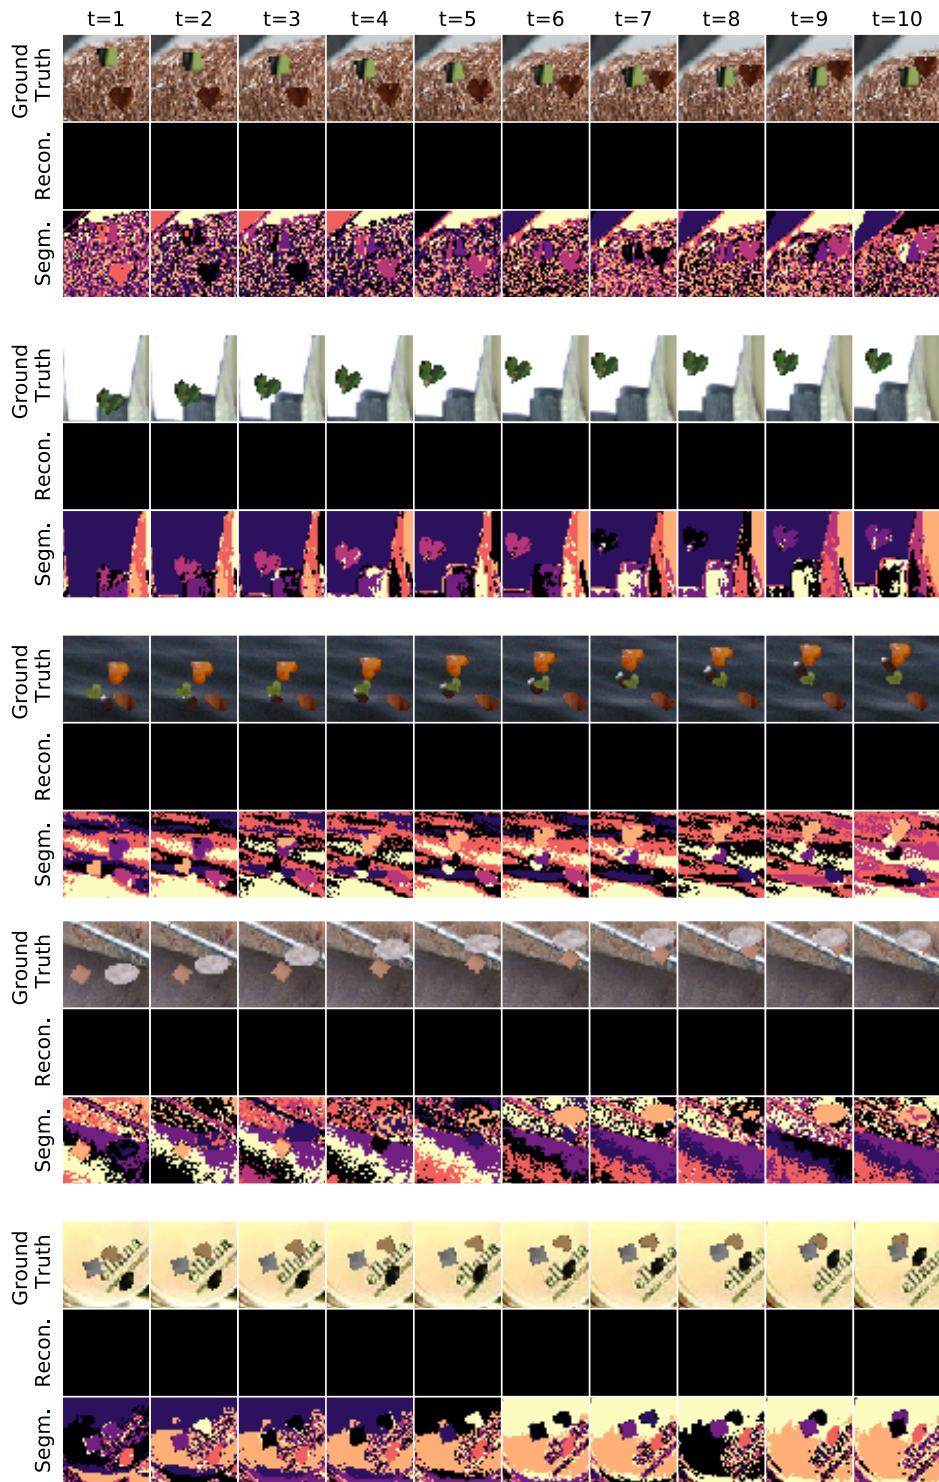 t=1 t=2 t=3 t=4 t=5 t=6 t=7 t=8 t=9 t=10
Ground
Truth
Recon.
Segm.
Ground
Truth
Recon.
Segm.
Ground
Truth
Recon.
Segm.
Ground
Truth
Recon.
Segm.
Ground
Truth
Recon.
Segm.